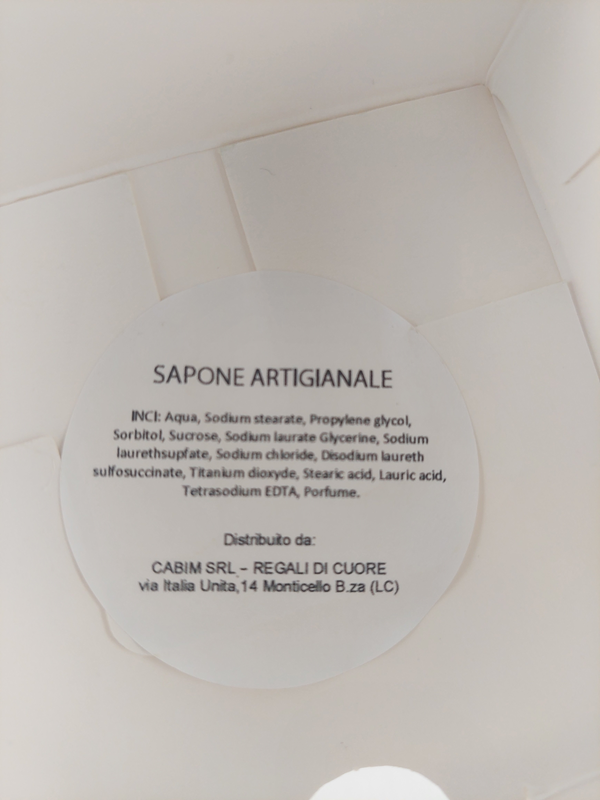 SAPONE ARTIGIANALE
INCI: Aqua, Sodium stearate, Propylene glycol,
Sorbitol, Sucrose, Sodium laurate Glycerine, Sodium
laurethsupfate, Sodium chloride, Disodium laureth
sulfosuccinate, Titanium dioxyde, Stearic acid, Lauric acid,
Tetrasodium EDTA, Porfume.
Distribuito da:
CABIM SRL - REGALI DI CUORE
via Italia Unita,14 Monticello B.za (LC)